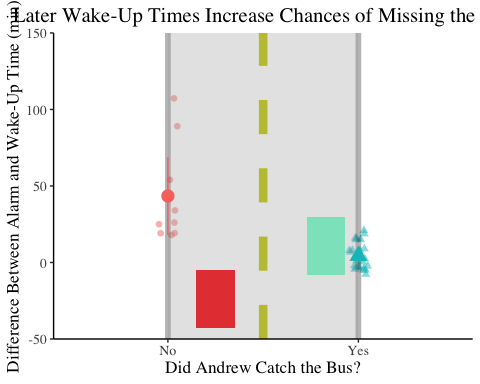 Later Wake-Up Times Increase Chances of Missing the
Difference Between Alarm and Wake-Up Time (min)
150
100
50
0
-50
No
Yes
Did Andrew Catch the Bus?